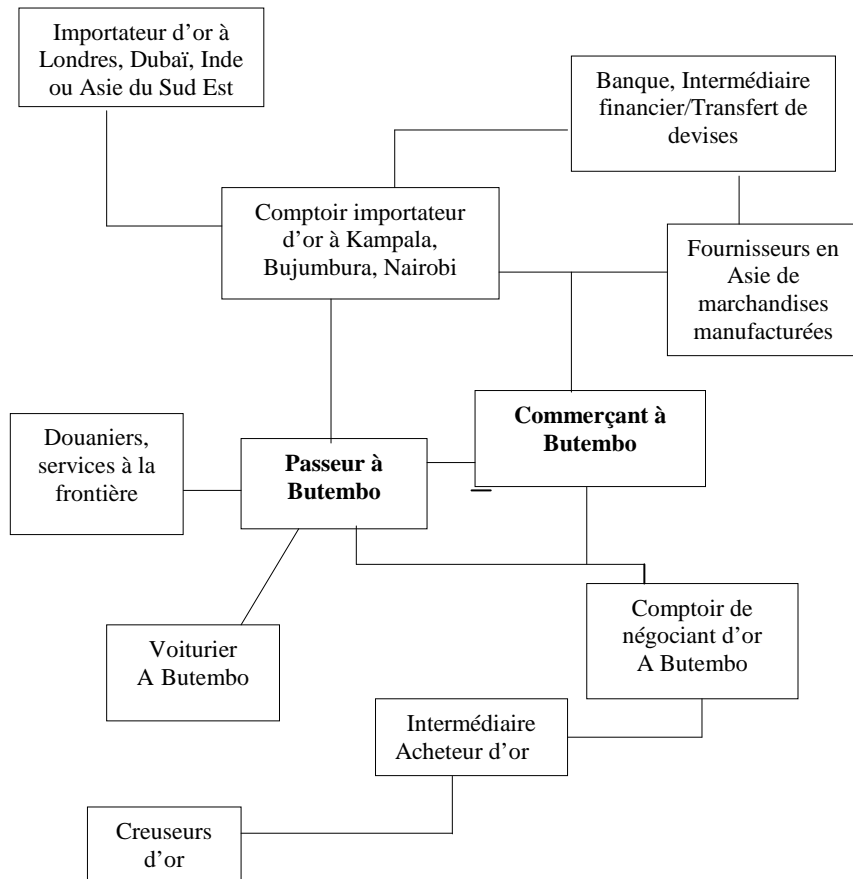 Importateur d’or à
Londres, Dubaï, Inde
ou Asie du Sud Est
Banque, Intermédiaire
financier/Transfert de
devises
Comptoir importateur
d’or à Kampala,
Bujumbura, Nairobi
Fournisseurs en
Asie de
marchandises
manufacturées
Commerçant à
Butembo
Douaniers,
services à la
frontière
Passeur à
Butembo
Voiturier
A Butembo
Comptoir de
négociant d’or
A Butembo
Intermédiaire
Acheteur d’or
Creuseurs
d’or